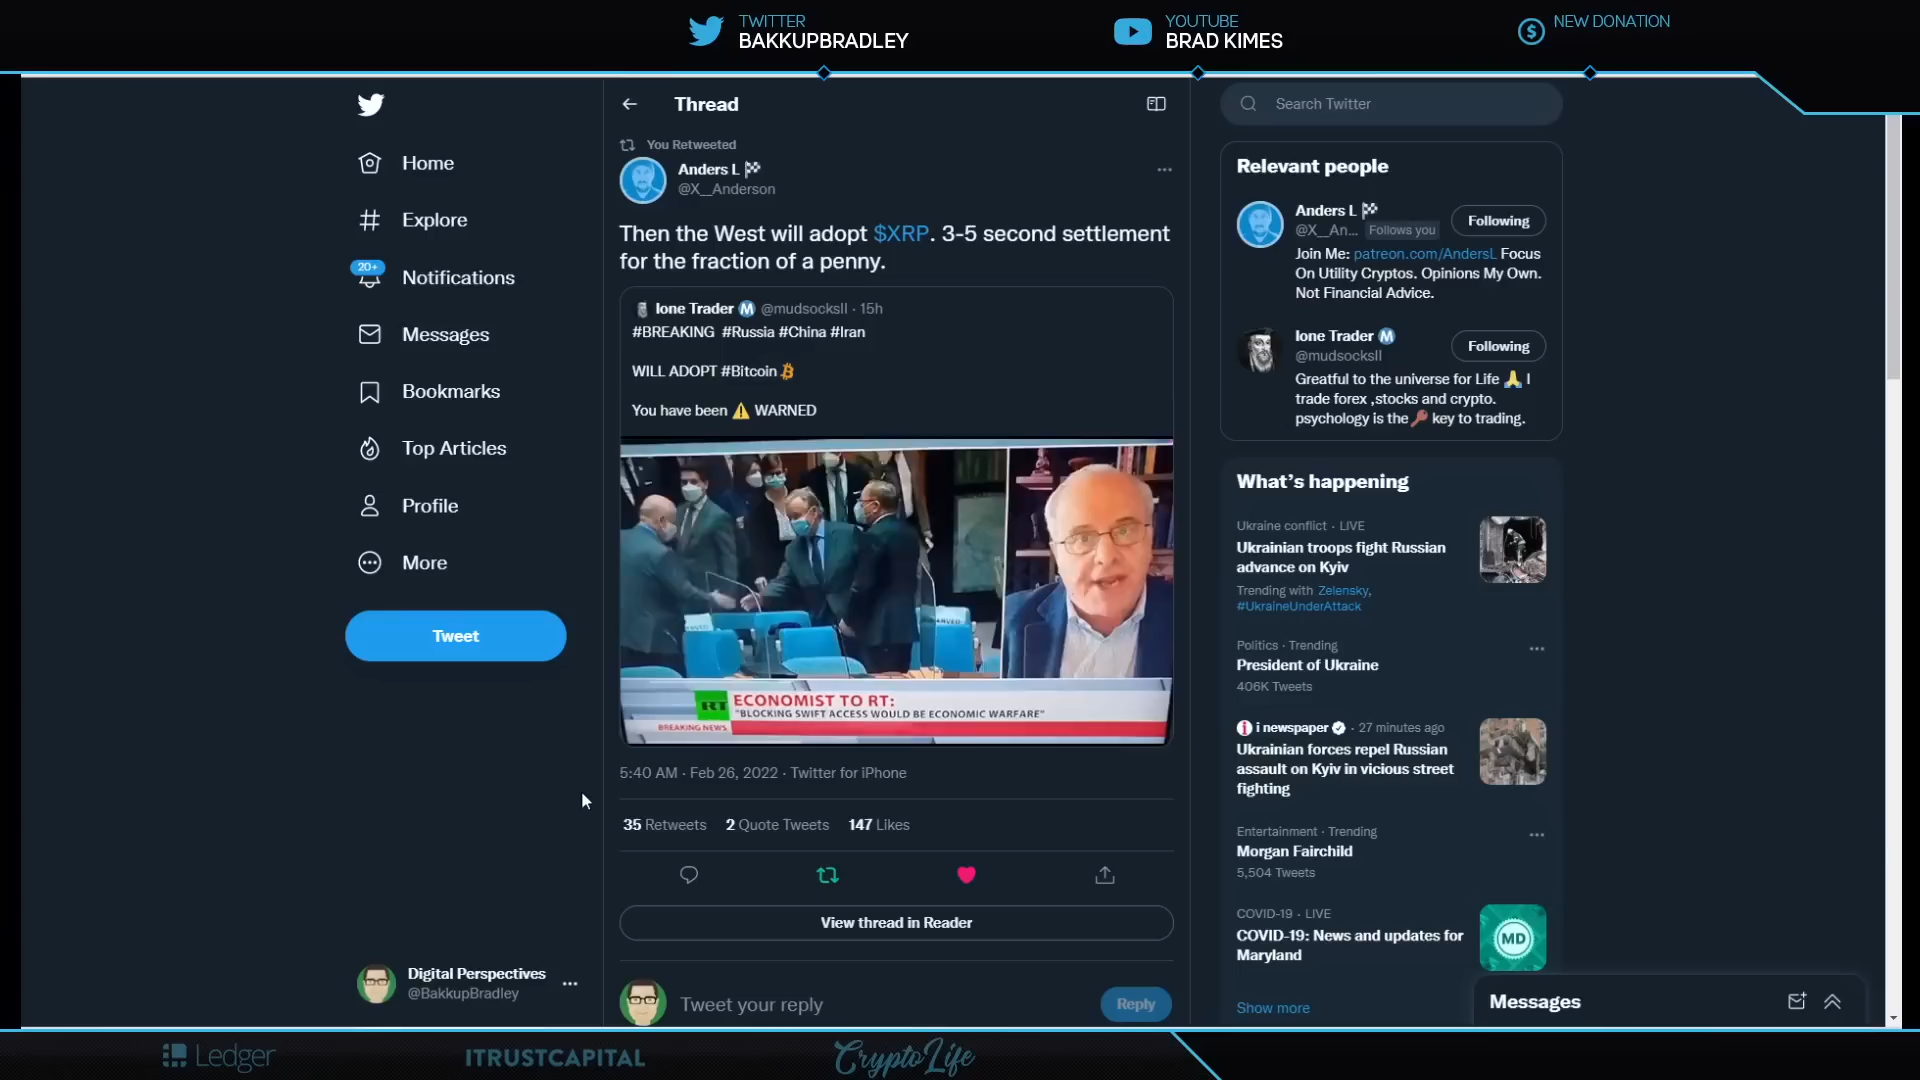 TWITTER
BAKKUPBRADLEY
YOUTUBE
BRAD KIMES
NEW DONATION
Home
Explore
20+
Notifications
Messages
Bookmarks
Top Articles
Profile
More
Tweet
Digital Perspectives
@BakkupBradley
Thread
You Retweeted
Anders L
@X__Anderson
Then the West will adopt $XRP. 3-5 second settlement
for the fraction of a penny.
Ione Trader M @mudsocksII · 15h
#BREAKING #Russia #China #Iran
WILL ADOPT #Bitcoin
You have been ⚠️ WARNED
RT
ECONOMIST TO RT:
"BLOCKING SWIFT ACCESS WOULD BE ECONOMIC WARFARE"
BREAKING NEWS
5:40 AM · Feb 26, 2022 · Twitter for iPhone
35 Retweets 2 Quote Tweets 147 Likes
View thread in Reader
Tweet your reply
Reply
Search Twitter
Relevant people
Anders L
@X__An... Follows you
Following
Join Me: patreon.com/AndersL Focus
On Utility Cryptos. Opinions My Own.
Not Financial Advice.
Ione Trader M
@mudsocksII
Following
Greatful to the universe for Life 🙏 I
trade forex ,stocks and crypto.
psychology is the🔑 key to trading.
What's happening
Ukraine conflict · LIVE
Ukrainian troops fight Russian
advance on Kyiv
Trending with Zelensky,
#UkraineUnderAttack
Politics · Trending
President of Ukraine
406K Tweets
i newspaper · 27 minutes ago
Ukrainian forces repel Russian
assault on Kyiv in vicious street
fighting
Entertainment · Trending
Morgan Fairchild
5,504 Tweets
COVID-19 · LIVE
COVID-19: News and updates for
Maryland
MD
Show more
Messages
Ledger
ITRUSTCAPITAL
CryptoLife